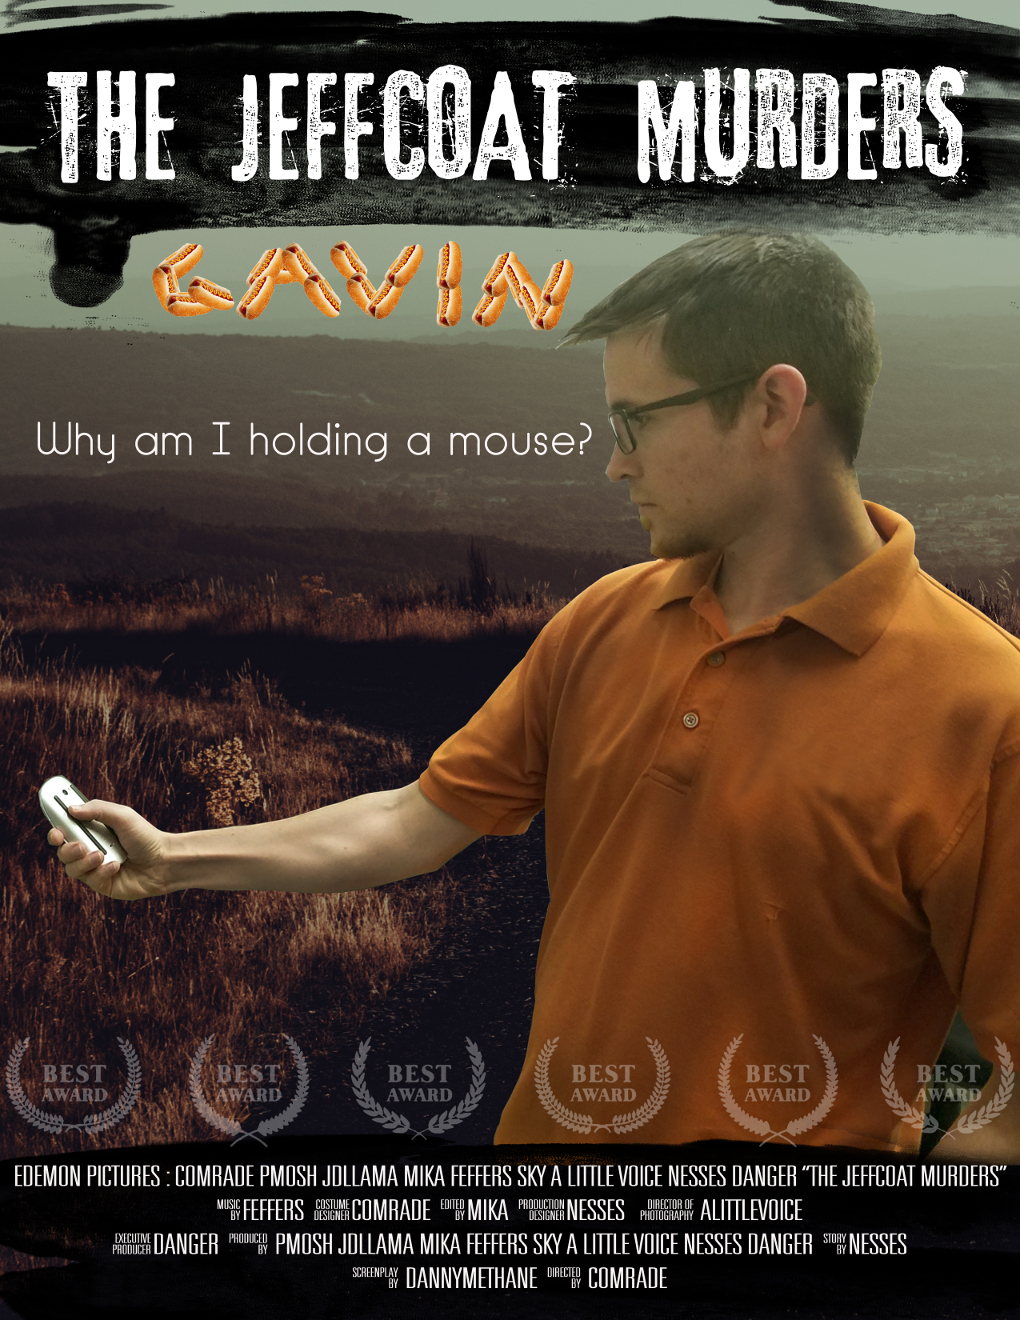 THE JEFFCOAT MURDERS
GAVIN
Why am I holding a mouse?
BEST AWARD
BEST AWARD
BEST AWARD
BEST AWARD
BEST AWARD
BEST AWARD
EDEMON PICTURES : COMRADE PMOSH JDLLAMA MIKA FEFFERS SKY A LITTLE VOICE NESSES DANGER “THE JEFFCOAT MURDERS”
MUSIC BY FEFFERS COSTUME DESIGNER COMRADE EDITED BY MIKA PRODUCTION DESIGNER NESSES DIRECTOR OF PHOTOGRAPHY ALITTLEVOICE
EXECUTIVE PRODUCER DANGER PRODUCED BY PMOSH JDLLAMA MIKA FEFFERS SKY A LITTLE VOICE NESSES DANGER STORY BY NESSES
SCREENPLAY BY DANNYMETHANE DIRECTED BY COMRADE